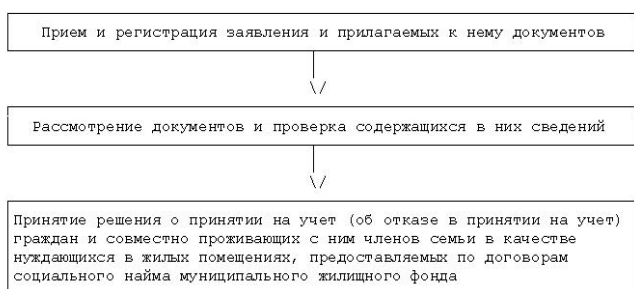 Прием и регистрация заявления и прилагаемых к нему документов
Рассмотрение документов и проверка содержащихся в них сведений
Принятие решения о принятии на учет (об отказе в принятии на учет)
граждан и совместно проживающих с ним членов семьи в качестве
нуждающихся в жилых помещениях, предоставляемых по договорам
социального найма муниципального жилищного фонда